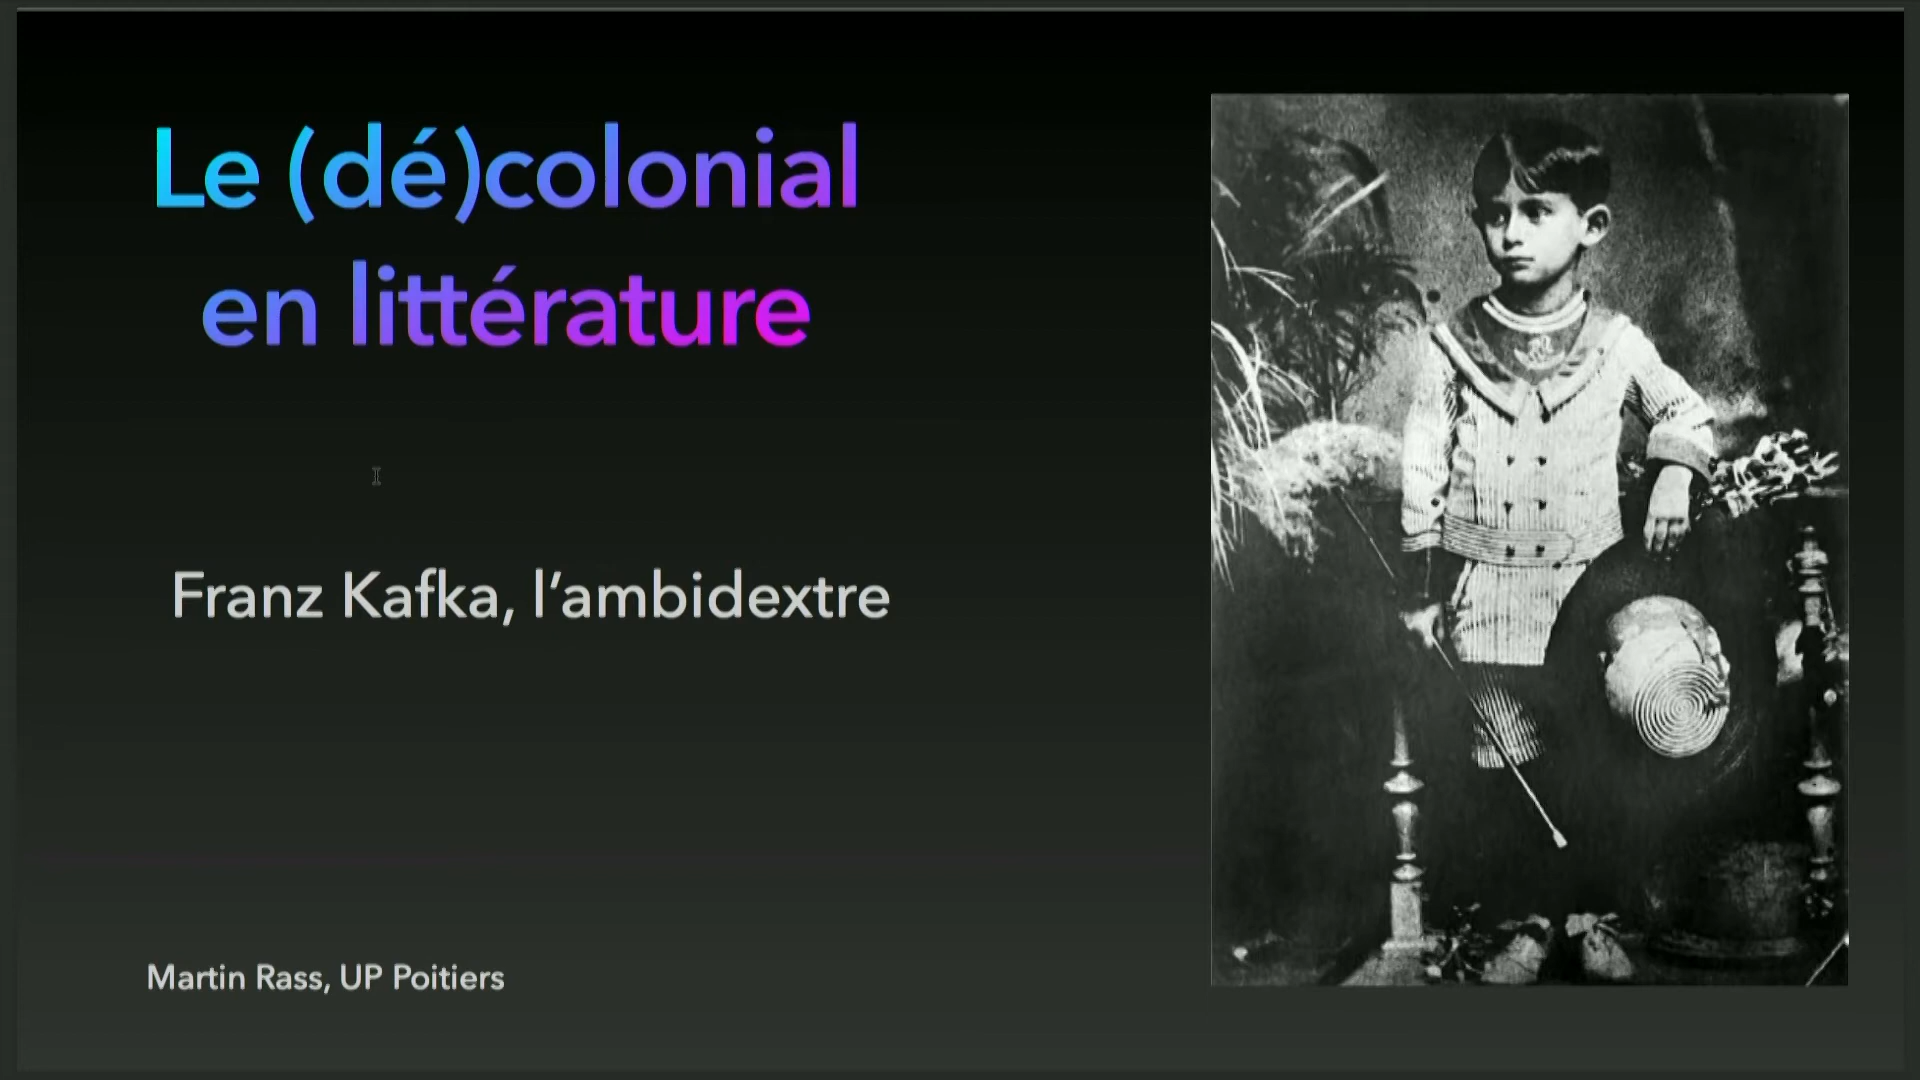 Le (dé)colonial
en littérature
Franz Kafka, l’ambidextre
Martin Rass, UP Poitiers